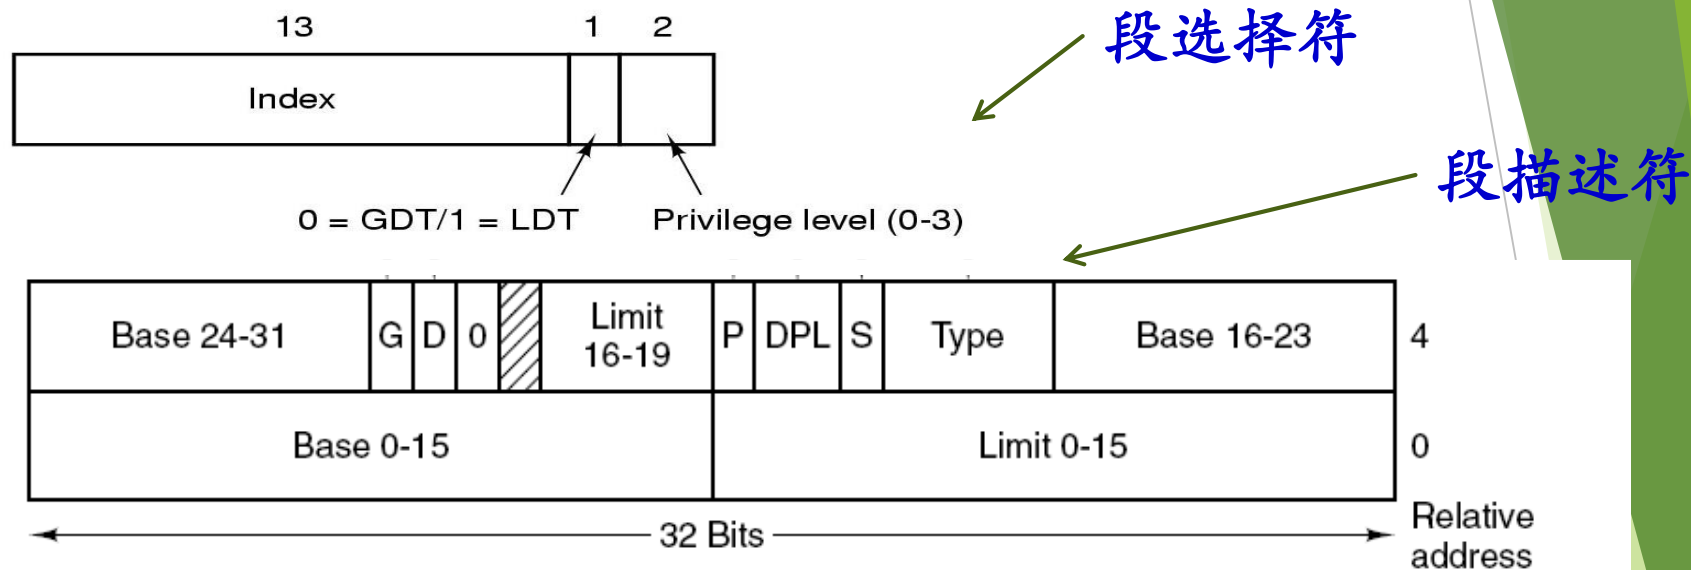 13 1 2
段选择符
Index
段描述符
0 = GDT/1 = LDT
Privilege level (0-3)
Base 24-31 G D 0 Limit 16-19 P DPL S Type Base 16-23 4
Base 0-15 Limit 0-15 0
32 Bits
Relative
address